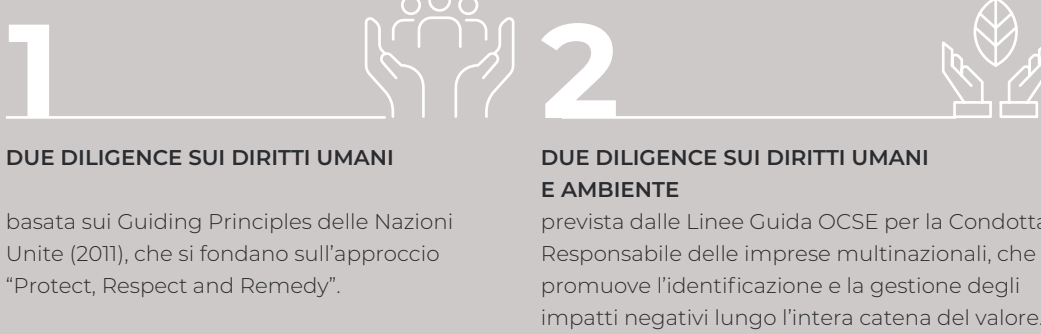 1
DUE DILIGENCE SUI DIRITTI UMANI
basata sui Guiding Principles delle Nazioni
Unite (2011), che si fondano sull’approccio
“Protect, Respect and Remedy”.
2
DUE DILIGENCE SUI DIRITTI UMANI
E AMBIENTE
prevista dalle Linee Guida OCSE per la Condotta
Responsabile delle imprese multinazionali, che
promuove l’identificazione e la gestione degli
impatti negativi lungo l’intera catena del valore.